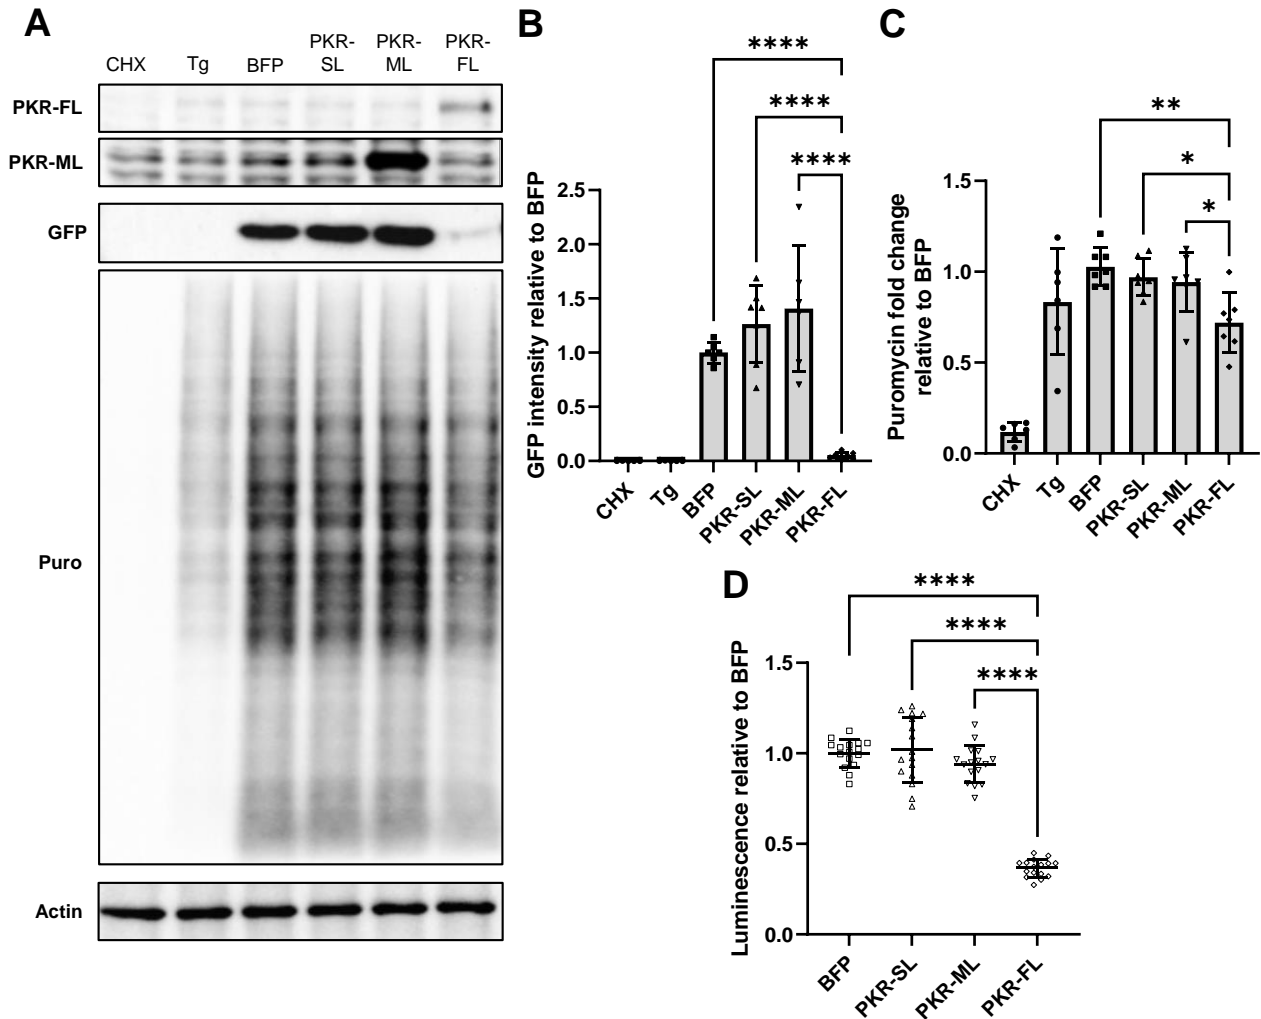 A
CHX Tg BFP PKR-SL PKR-ML PKR-FL
PKR-FL
PKR-ML
GFP
Puro
Actin
B
****
****
****
GFP intensity relative to BFP
2.5
2.0
1.5
1.0
0.5
0.0
CHX Tg BFP PKR-SL PKR-ML PKR-FL
C
**
*
*
Puromycin fold change
relative to BFP
1.5
1.0
0.5
0.0
CHX Tg BFP PKR-SL PKR-ML PKR-FL
D
****
****
****
Luminescence relative to BFP
1.5
1.0
0.5
0.0
BFP PKR-SL PKR-ML PKR-FL